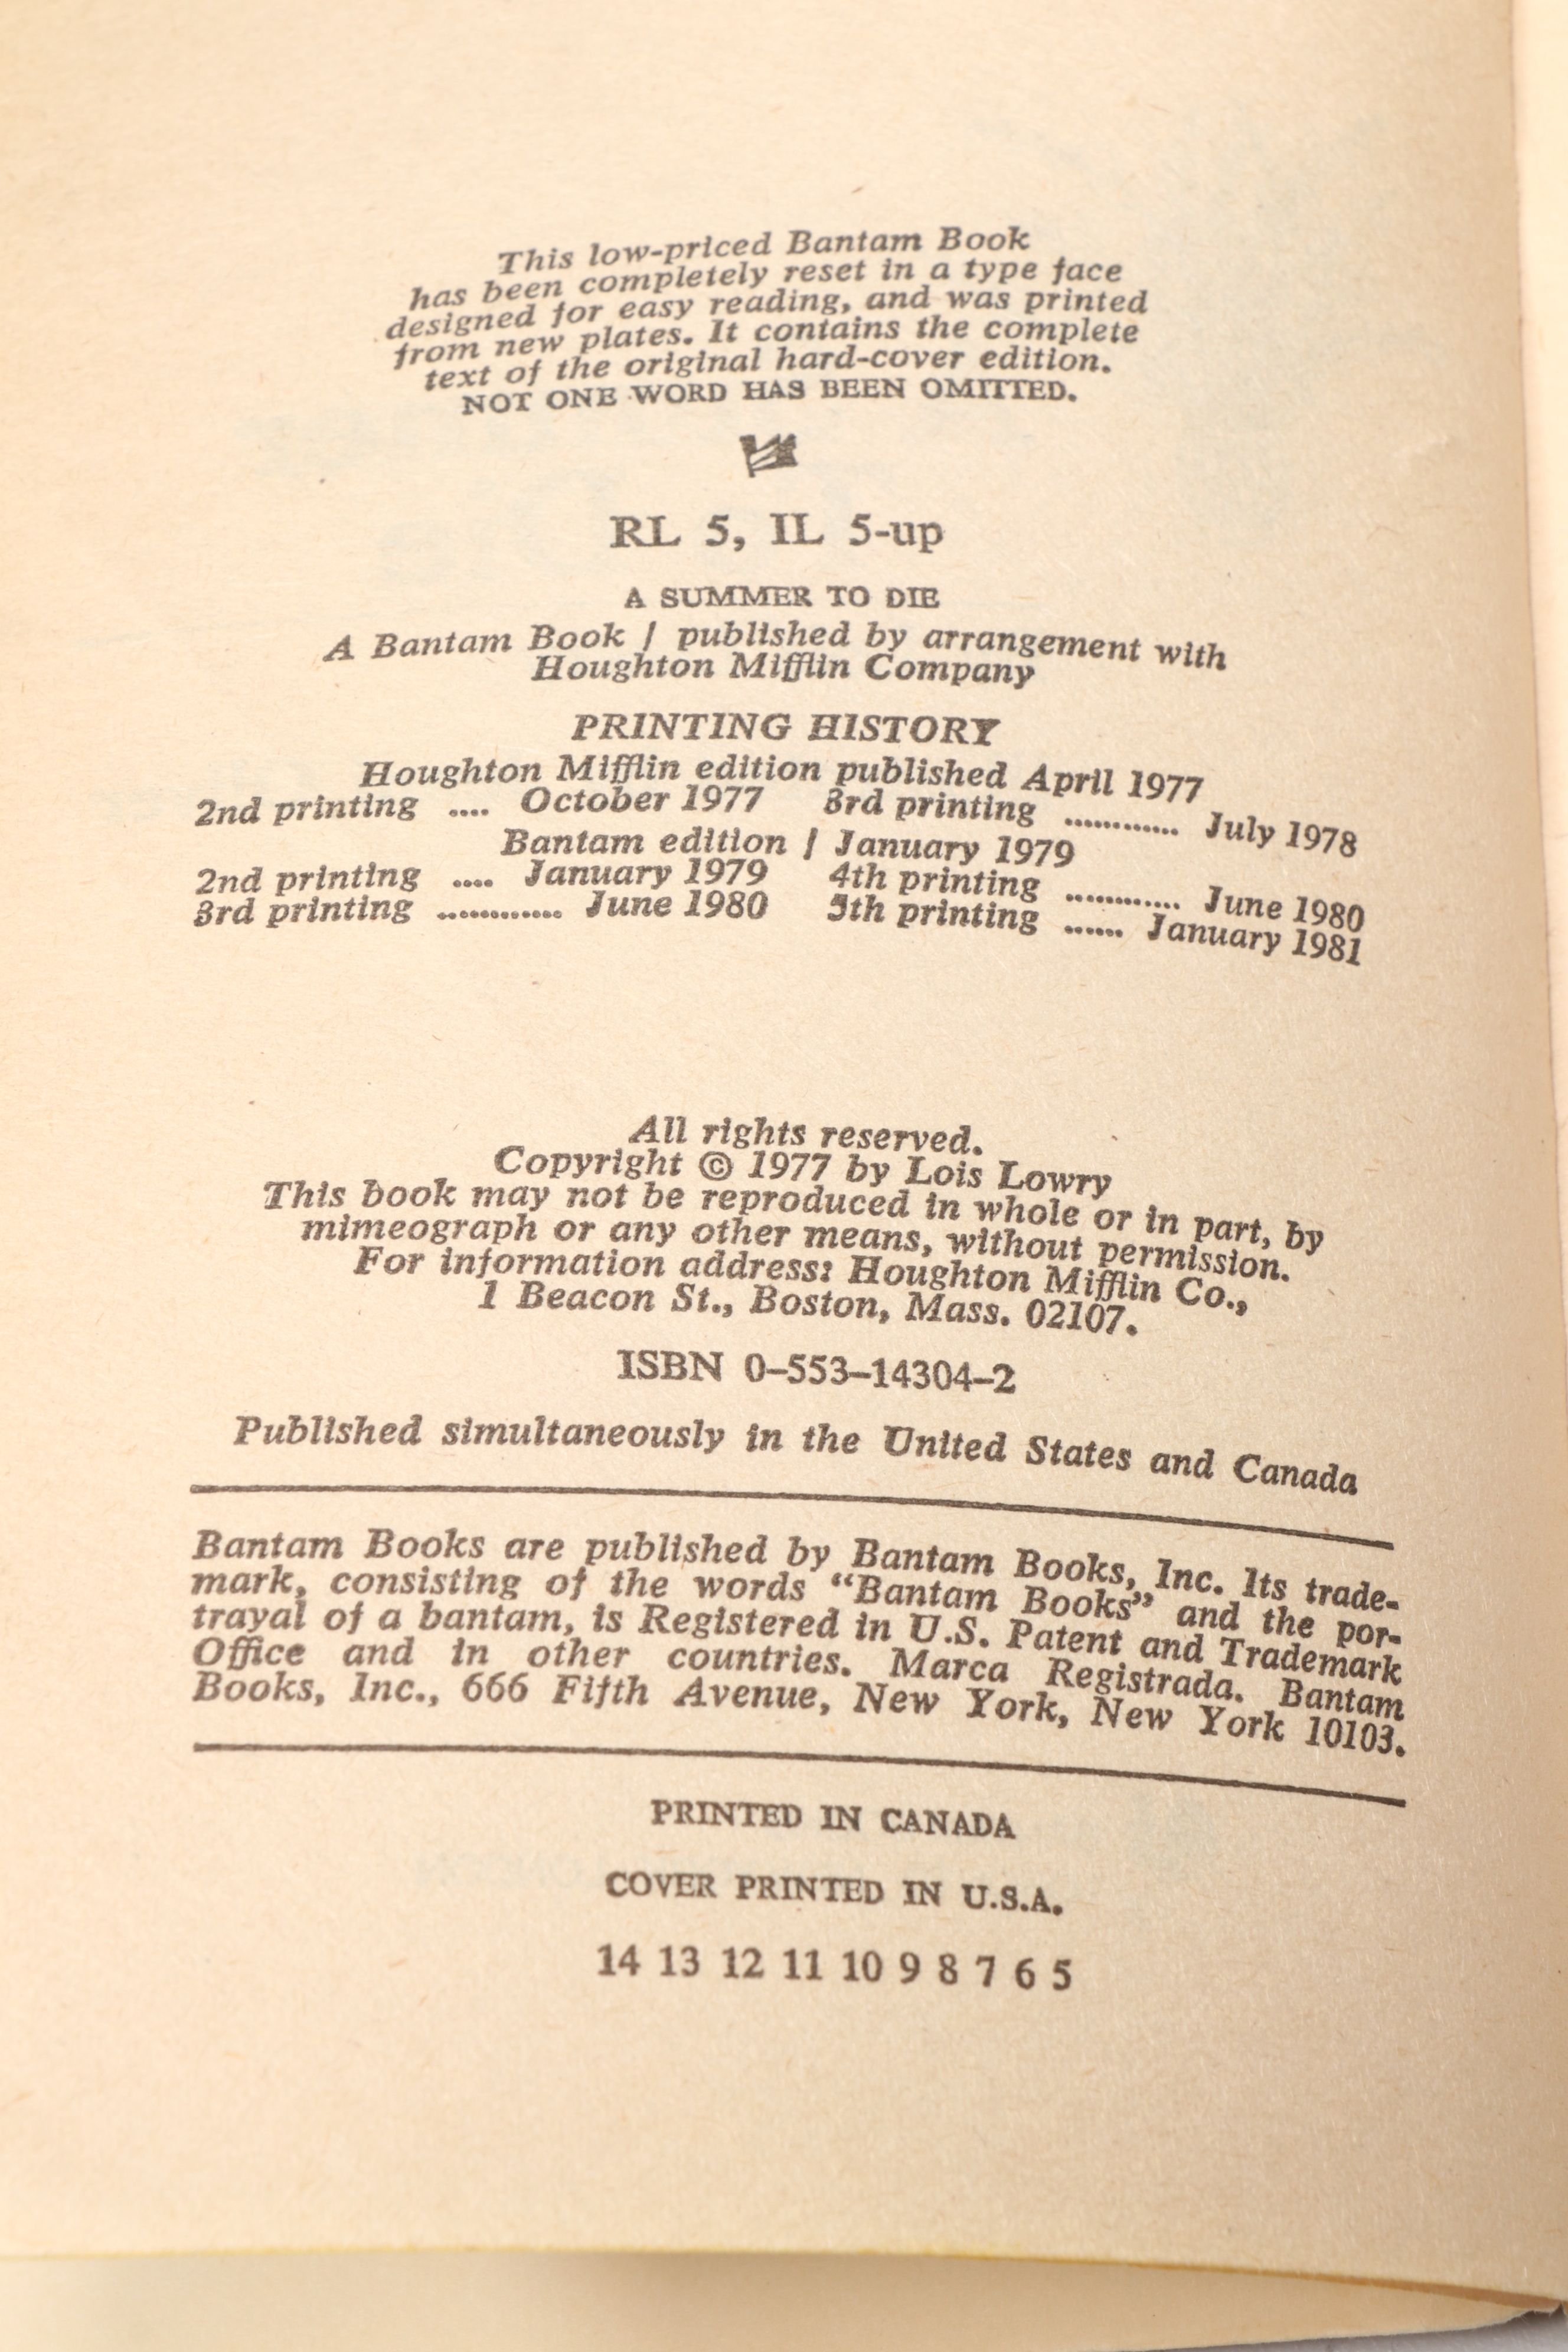 This low-priced Bantam Book
has been completely reset in a type face
designed for easy reading, and was printed
from new plates. It contains the complete
text of the original hard-cover edition.
NOT ONE WORD HAS BEEN OMITTED.
RL 5, IL 5-up
A SUMMER TO DIE
A Bantam Book / published by arrangement with
Houghton Mifflin Company
PRINTING HISTORY
Houghton Mifflin edition published April 1977
2nd printing .... October 1977 3rd printing ............ July 1978
Bantam edition / January 1979
2nd printing .... January 1979 4th printing ............ June 1980
3rd printing ............. June 1980 5th printing ...... January 1981
All rights reserved.
Copyright © 1977 by Lois Lowry
This book may not be reproduced in whole or in part, by
mimeograph or any other means, without permission.
For information address: Houghton Mifflin Co.,
1 Beacon St., Boston, Mass. 02107.
ISBN 0–553–14304–2
Published simultaneously in the United States and Canada
Bantam Books are published by Bantam Books, Inc. Its trade-
mark, consisting of the words “Bantam Books” and the por-
trayal of a bantam, is Registered in U.S. Patent and Trademark
Office and in other countries. Marca Registrada. Bantam
Books, Inc., 666 Fifth Avenue, New York, New York 10103.
PRINTED IN CANADA
COVER PRINTED IN U.S.A.
14 13 12 11 10 9 8 7 6 5